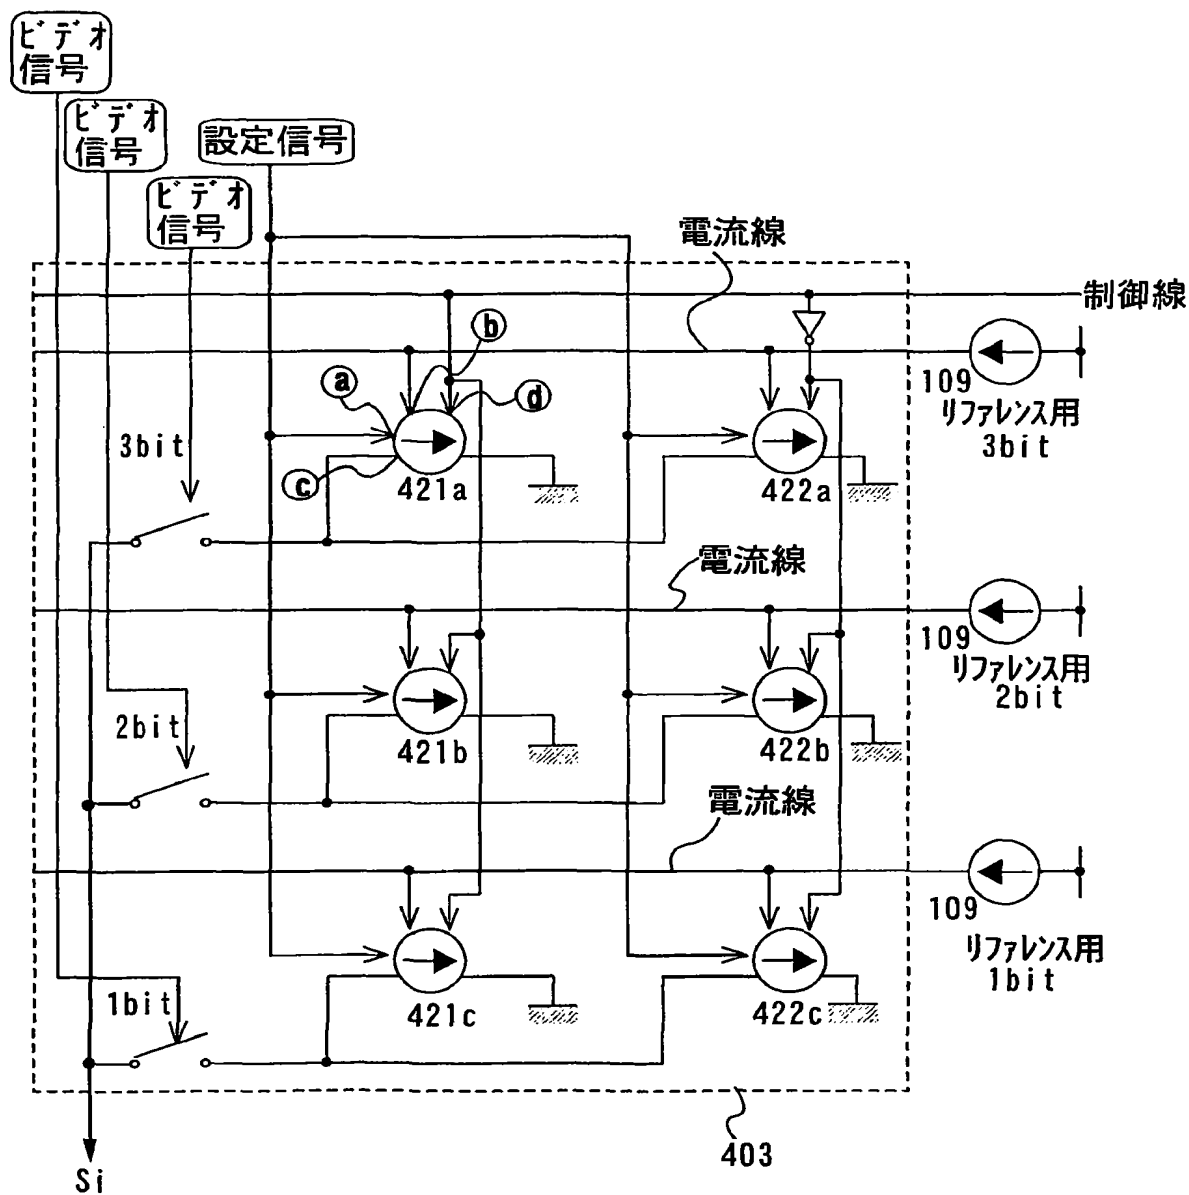 ビデオ
信号
ビデオ
信号
設定信号
ビデオ
信号
電流線
制御線
b
a
d
109
リファレンス用
3bit
3bit
c
421a
422a
電流線
109
リファレンス用
2bit
2bit
421b
422b
電流線
109
リファレンス用
1bit
1bit
421c
422c
403
Si